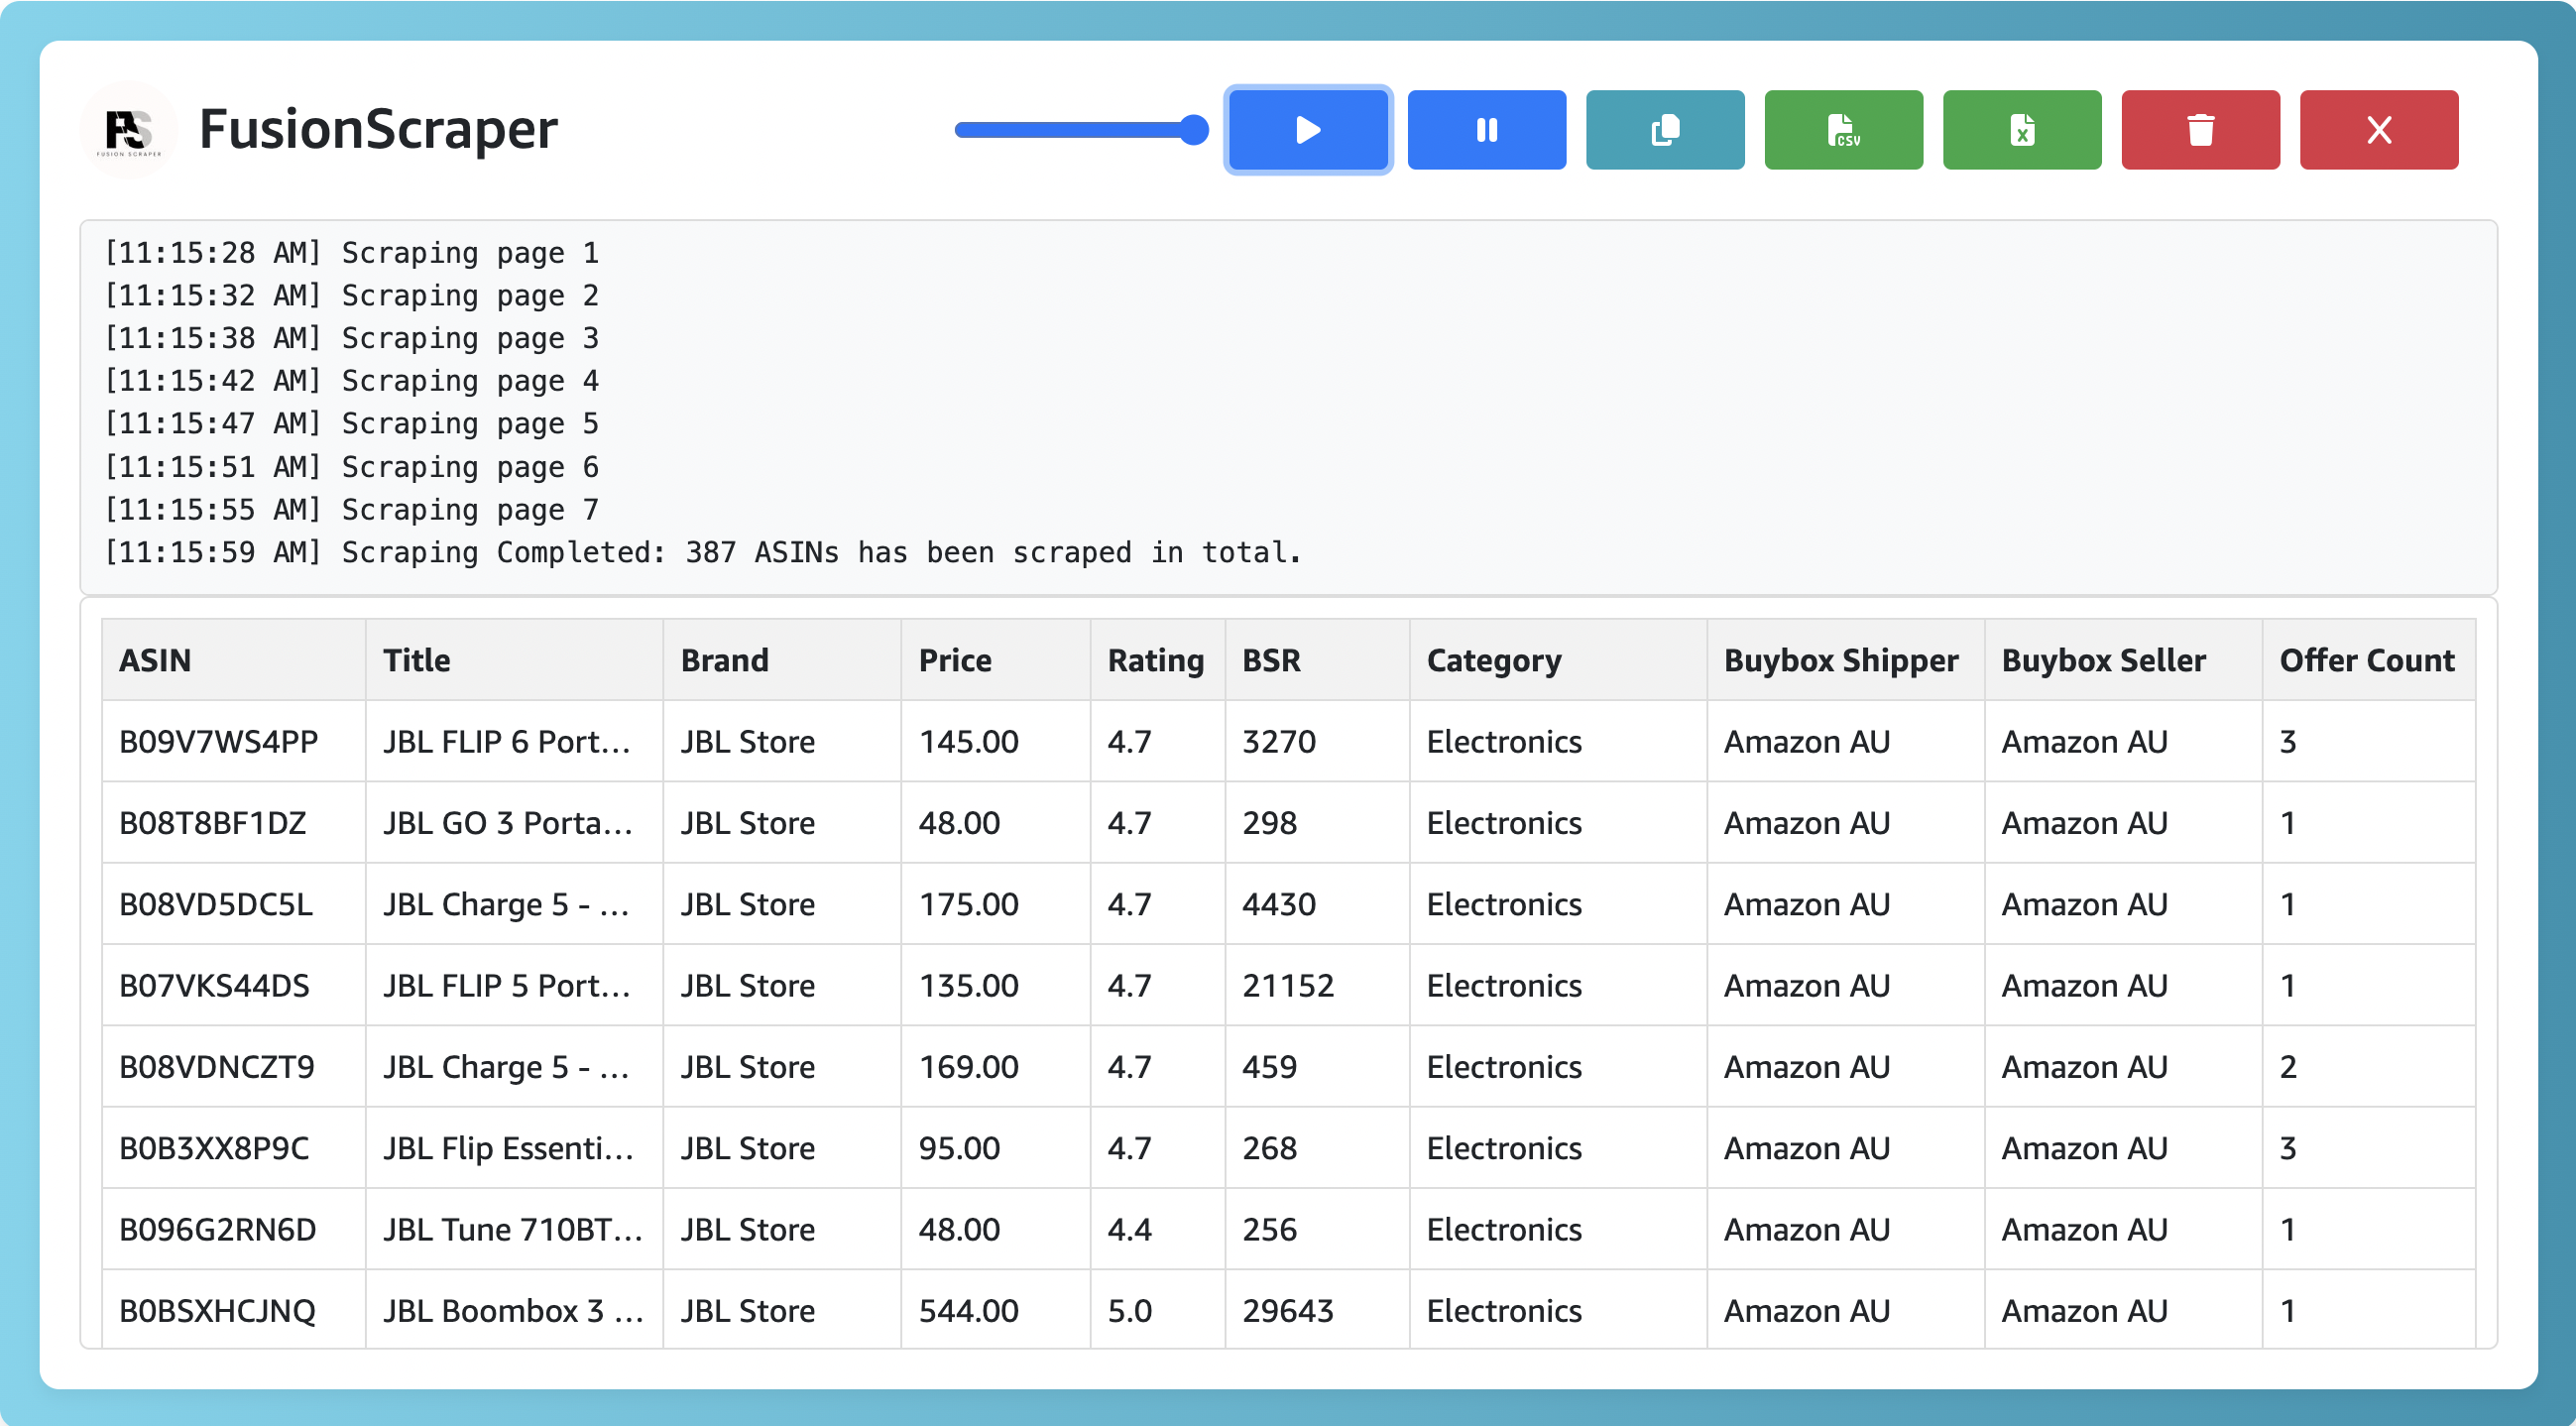 FS
FUSION SCRAPER
FusionScraper
CSV
X
[11:15:28 AM] Scraping page 1
[11:15:32 AM] Scraping page 2
[11:15:38 AM] Scraping page 3
[11:15:42 AM] Scraping page 4
[11:15:47 AM] Scraping page 5
[11:15:51 AM] Scraping page 6
[11:15:55 AM] Scraping page 7
[11:15:59 AM] Scraping Completed: 387 ASINs has been scraped in total.
ASIN Title Brand Price Rating BSR Category Buybox Shipper Buybox Seller Offer Count
B09V7WS4PP JBL FLIP 6 Port... JBL Store 145.00 4.7 3270 Electronics Amazon AU Amazon AU 3
B08T8BF1DZ JBL GO 3 Porta... JBL Store 48.00 4.7 298 Electronics Amazon AU Amazon AU 1
B08VD5DC5L JBL Charge 5 - ... JBL Store 175.00 4.7 4430 Electronics Amazon AU Amazon AU 1
B07VKS44DS JBL FLIP 5 Port... JBL Store 135.00 4.7 21152 Electronics Amazon AU Amazon AU 1
B08VDNCZT9 JBL Charge 5 - ... JBL Store 169.00 4.7 459 Electronics Amazon AU Amazon AU 2
B0B3XX8P9C JBL Flip Essenti... JBL Store 95.00 4.7 268 Electronics Amazon AU Amazon AU 3
B096G2RN6D JBL Tune 710BT... JBL Store 48.00 4.4 256 Electronics Amazon AU Amazon AU 1
B0BSXHCJNQ JBL Boombox 3 ... JBL Store 544.00 5.0 29643 Electronics Amazon AU Amazon AU 1